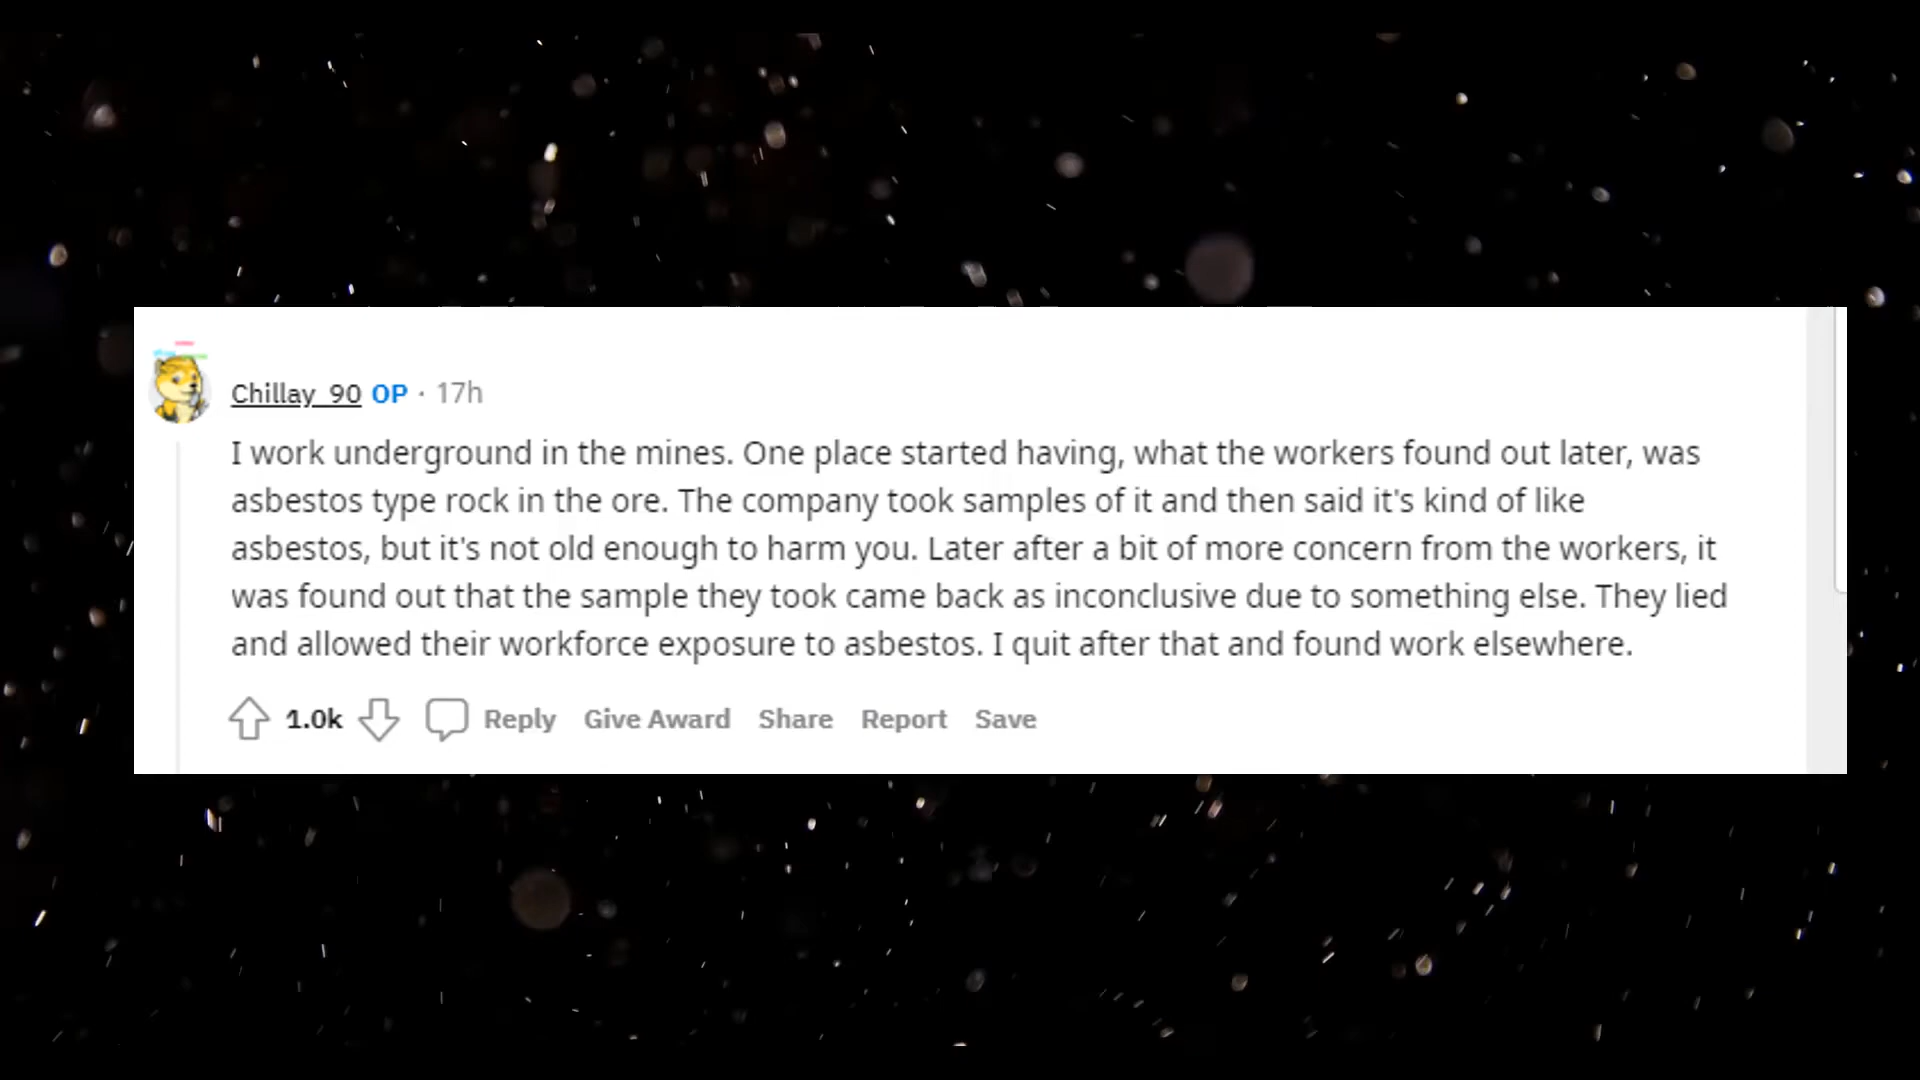 Chillay_90 OP · 17h
I work underground in the mines. One place started having, what the workers found out later, was
asbestos type rock in the ore. The company took samples of it and then said it's kind of like
asbestos, but it's not old enough to harm you. Later after a bit of more concern from the workers, it
was found out that the sample they took came back as inconclusive due to something else. They lied
and allowed their workforce exposure to asbestos. I quit after that and found work elsewhere.
1.0k Reply Give Award Share Report Save